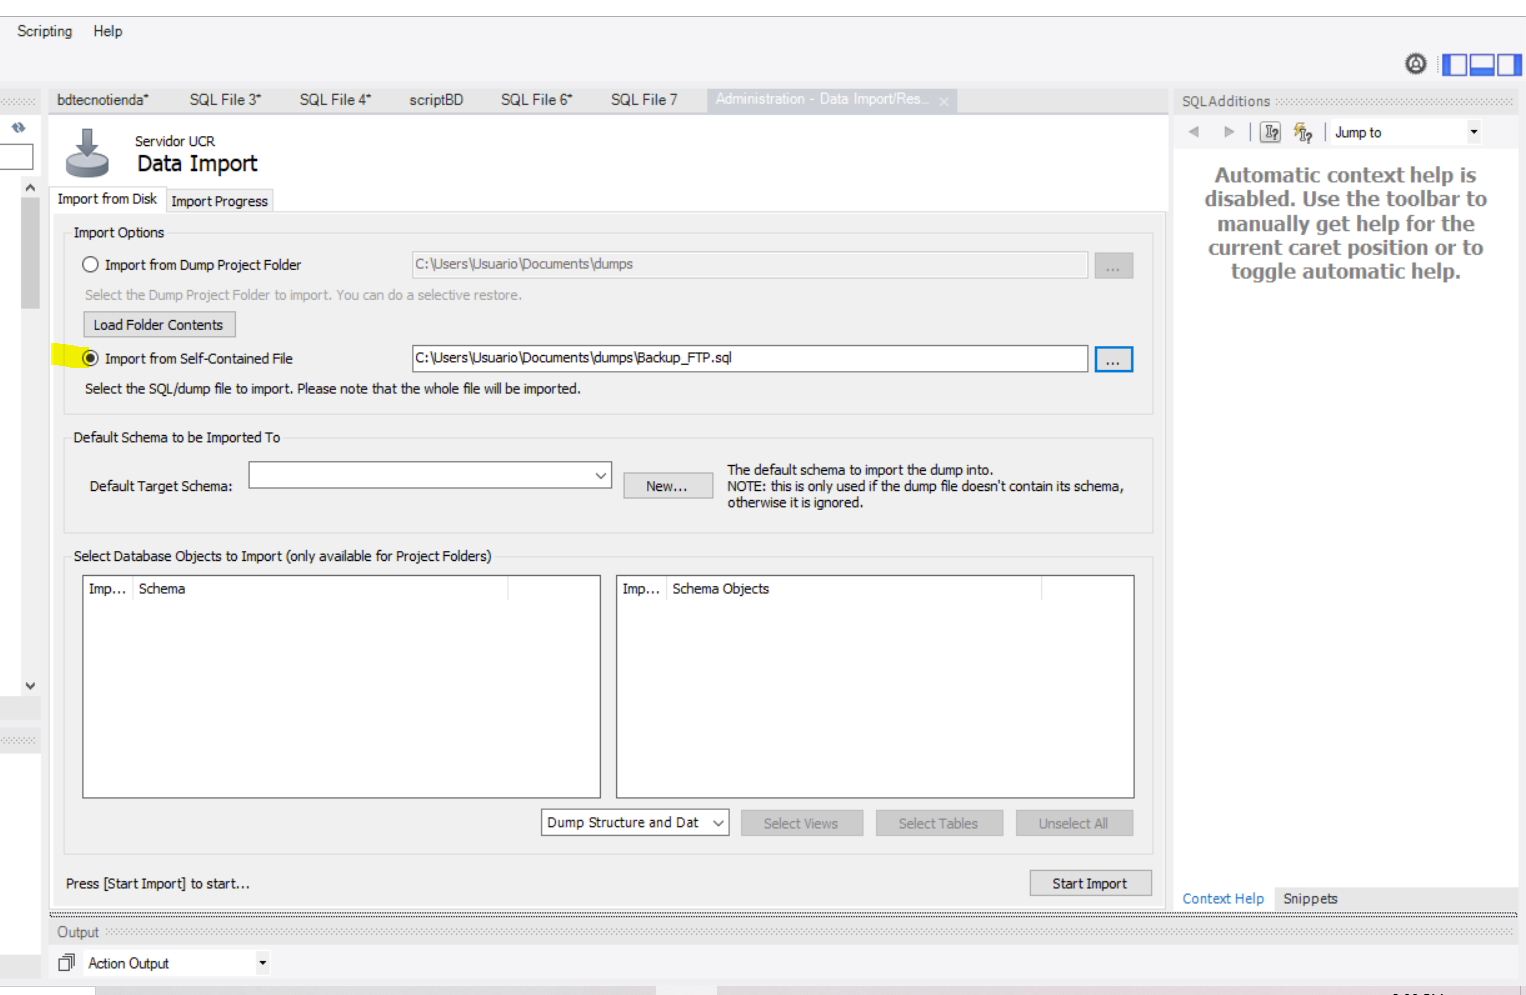 Scripting Help
bdtecnotienda* SQL File 3* SQL File 4* scriptBD SQL File 6* SQL File 7 Administration - Data Import/Res...
SQLAdditions
Jump to
Servidor UCR
Data Import
Automatic context help is
disabled. Use the toolbar to
manually get help for the
current caret position or to
toggle automatic help.
Import from Disk Import Progress
Import Options
Import from Dump Project Folder C:\Users\Usuario\Documents\dumps ...
Select the Dump Project Folder to import. You can do a selective restore.
Load Folder Contents
Import from Self-Contained File C:\Users\Usuario\Documents\dumps\Backup_FTP.sql ...
Select the SQL/dump file to import. Please note that the whole file will be imported.
Default Schema to be Imported To
Default Target Schema: New...
The default schema to import the dump into.
NOTE: this is only used if the dump file doesn't contain its schema,
otherwise it is ignored.
Select Database Objects to Import (only available for Project Folders)
Imp... Schema Imp... Schema Objects
Dump Structure and Dat Select Views Select Tables Unselect All
Press [Start Import] to start... Start Import
Context Help Snippets
Output
Action Output